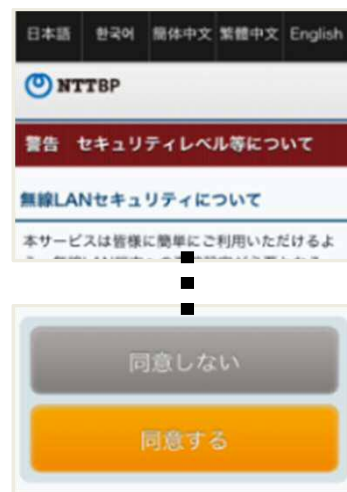 日本語 한국어 簡体中文 繁體中文 English
NTTBP
警告 セキュリティレベル等について
無線LANセキュリティについて
本サービスは皆様に簡単にご利用いただけるよ
同意しない
同意する